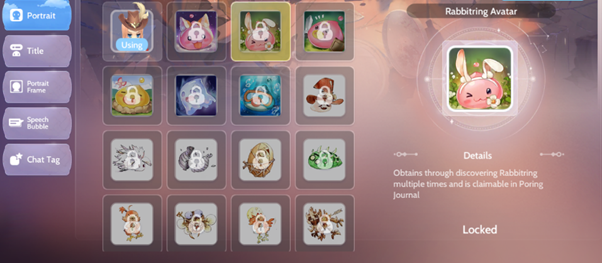 Portrait
Title
Portrait
Frame
Speech
Bubble
Chat Tag
Using
Rabbitring Avatar
Details
Obtains through discovering Rabbitring
multiple times and is claimable in Poring
Journal
Locked